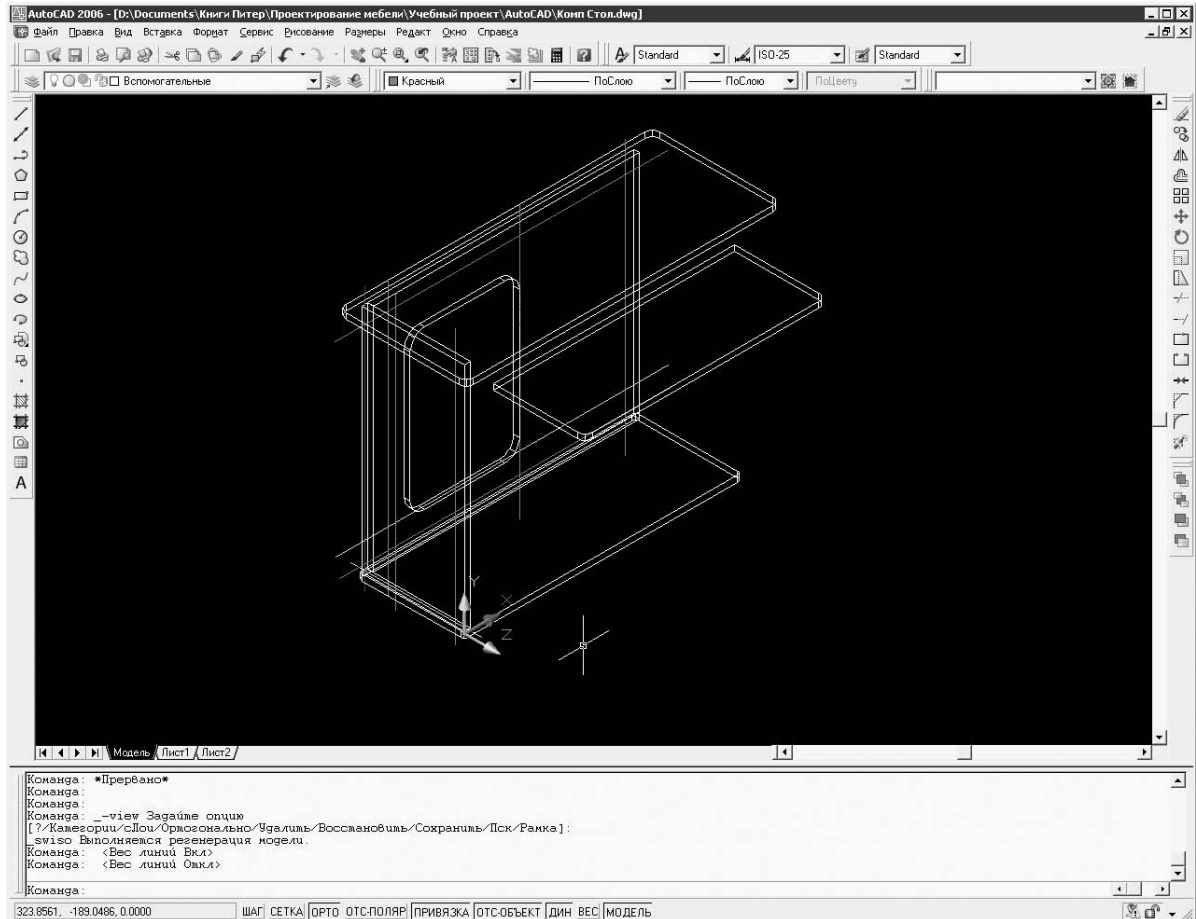 AutoCAD 2006 - [D:\Documents\Книги Питер\Проектирование мебели\Учебный проект\AutoCAD\Комп Стол.dwg]
Файл Правка Вид Вставка Формат Сервис Рисование Размеры Редакт Окно Справка
Standard ISO-25 Standard
Вспомогательные Красный ПоСлою ПоСлою ПоЦвету
A
Y
X
Z
Модель Лист1 Лист2
Команда: *Прервано*
Команда:
Команда:
Команда: _-view Задайте опцию
[?/Категории/сЛои/Ортогонально/Удалить/Восстановить/Сохранить/Пск/Рамка]:
_swiso Выполняется регенерация модели.
Команда: <Вес линий Вкл>
Команда: <Вес линий Откл>
Команда:
323.8561, -189.0486, 0.0000 ШАГ СЕТКА ОРТО ОТС-ПОЛЯР ПРИВЯЗКА ОТС-ОБЪЕКТ ДИН ВЕС МОДЕЛЬ